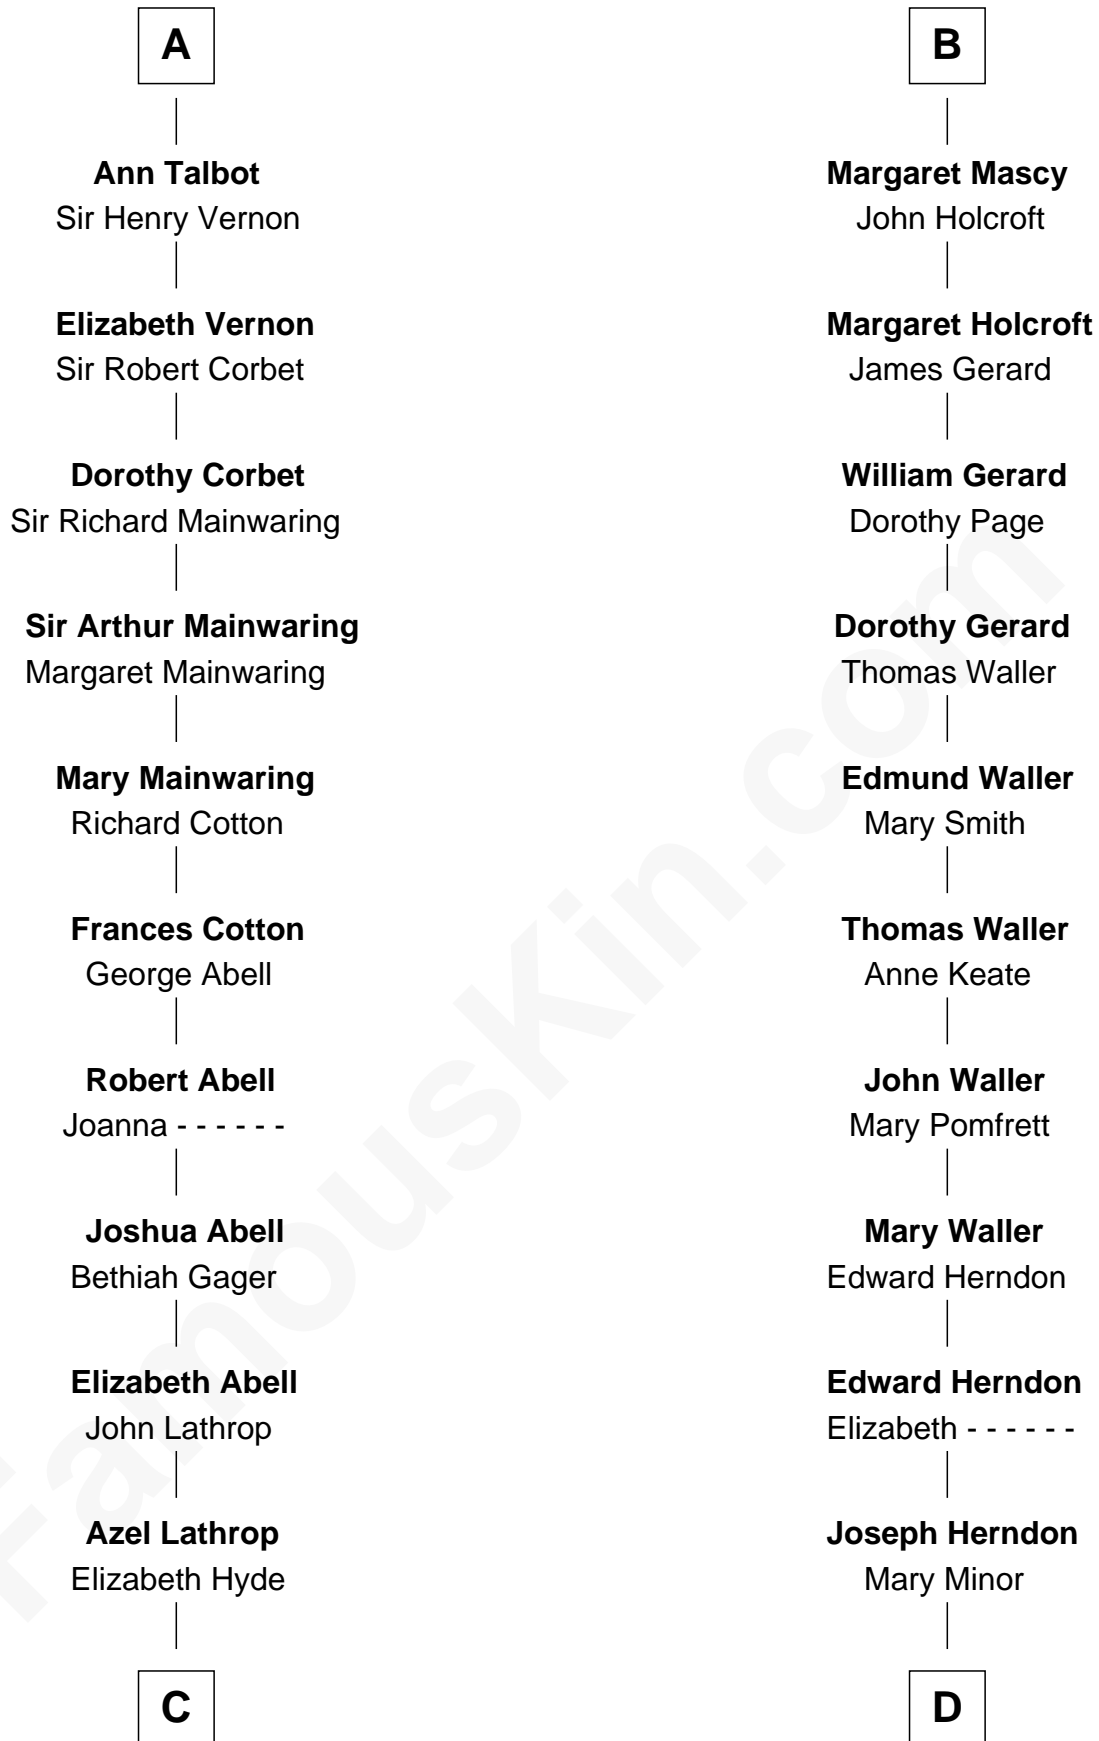 A
Ann Talbot
Sir Henry Vernon
Elizabeth Vernon
Sir Robert Corbet
Dorothy Corbet
Sir Richard Mainwaring
Sir Arthur Mainwaring
Margaret Mainwaring
Mary Mainwaring
Richard Cotton
Frances Cotton
George Abell
Robert Abell
Joanna - - - - - -
Joshua Abell
Bethiah Gager
Elizabeth Abell
John Lathrop
Azel Lathrop
Elizabeth Hyde
C
B
Margaret Mascy
John Holcroft
Margaret Holcroft
James Gerard
William Gerard
Dorothy Page
Dorothy Gerard
Thomas Waller
Edmund Waller
Mary Smith
Thomas Waller
Anne Keate
John Waller
Mary Pomfrett
Mary Waller
Edward Herndon
Edward Herndon
Elizabeth - - - - - -
Joseph Herndon
Mary Minor
D
FamousKin.com